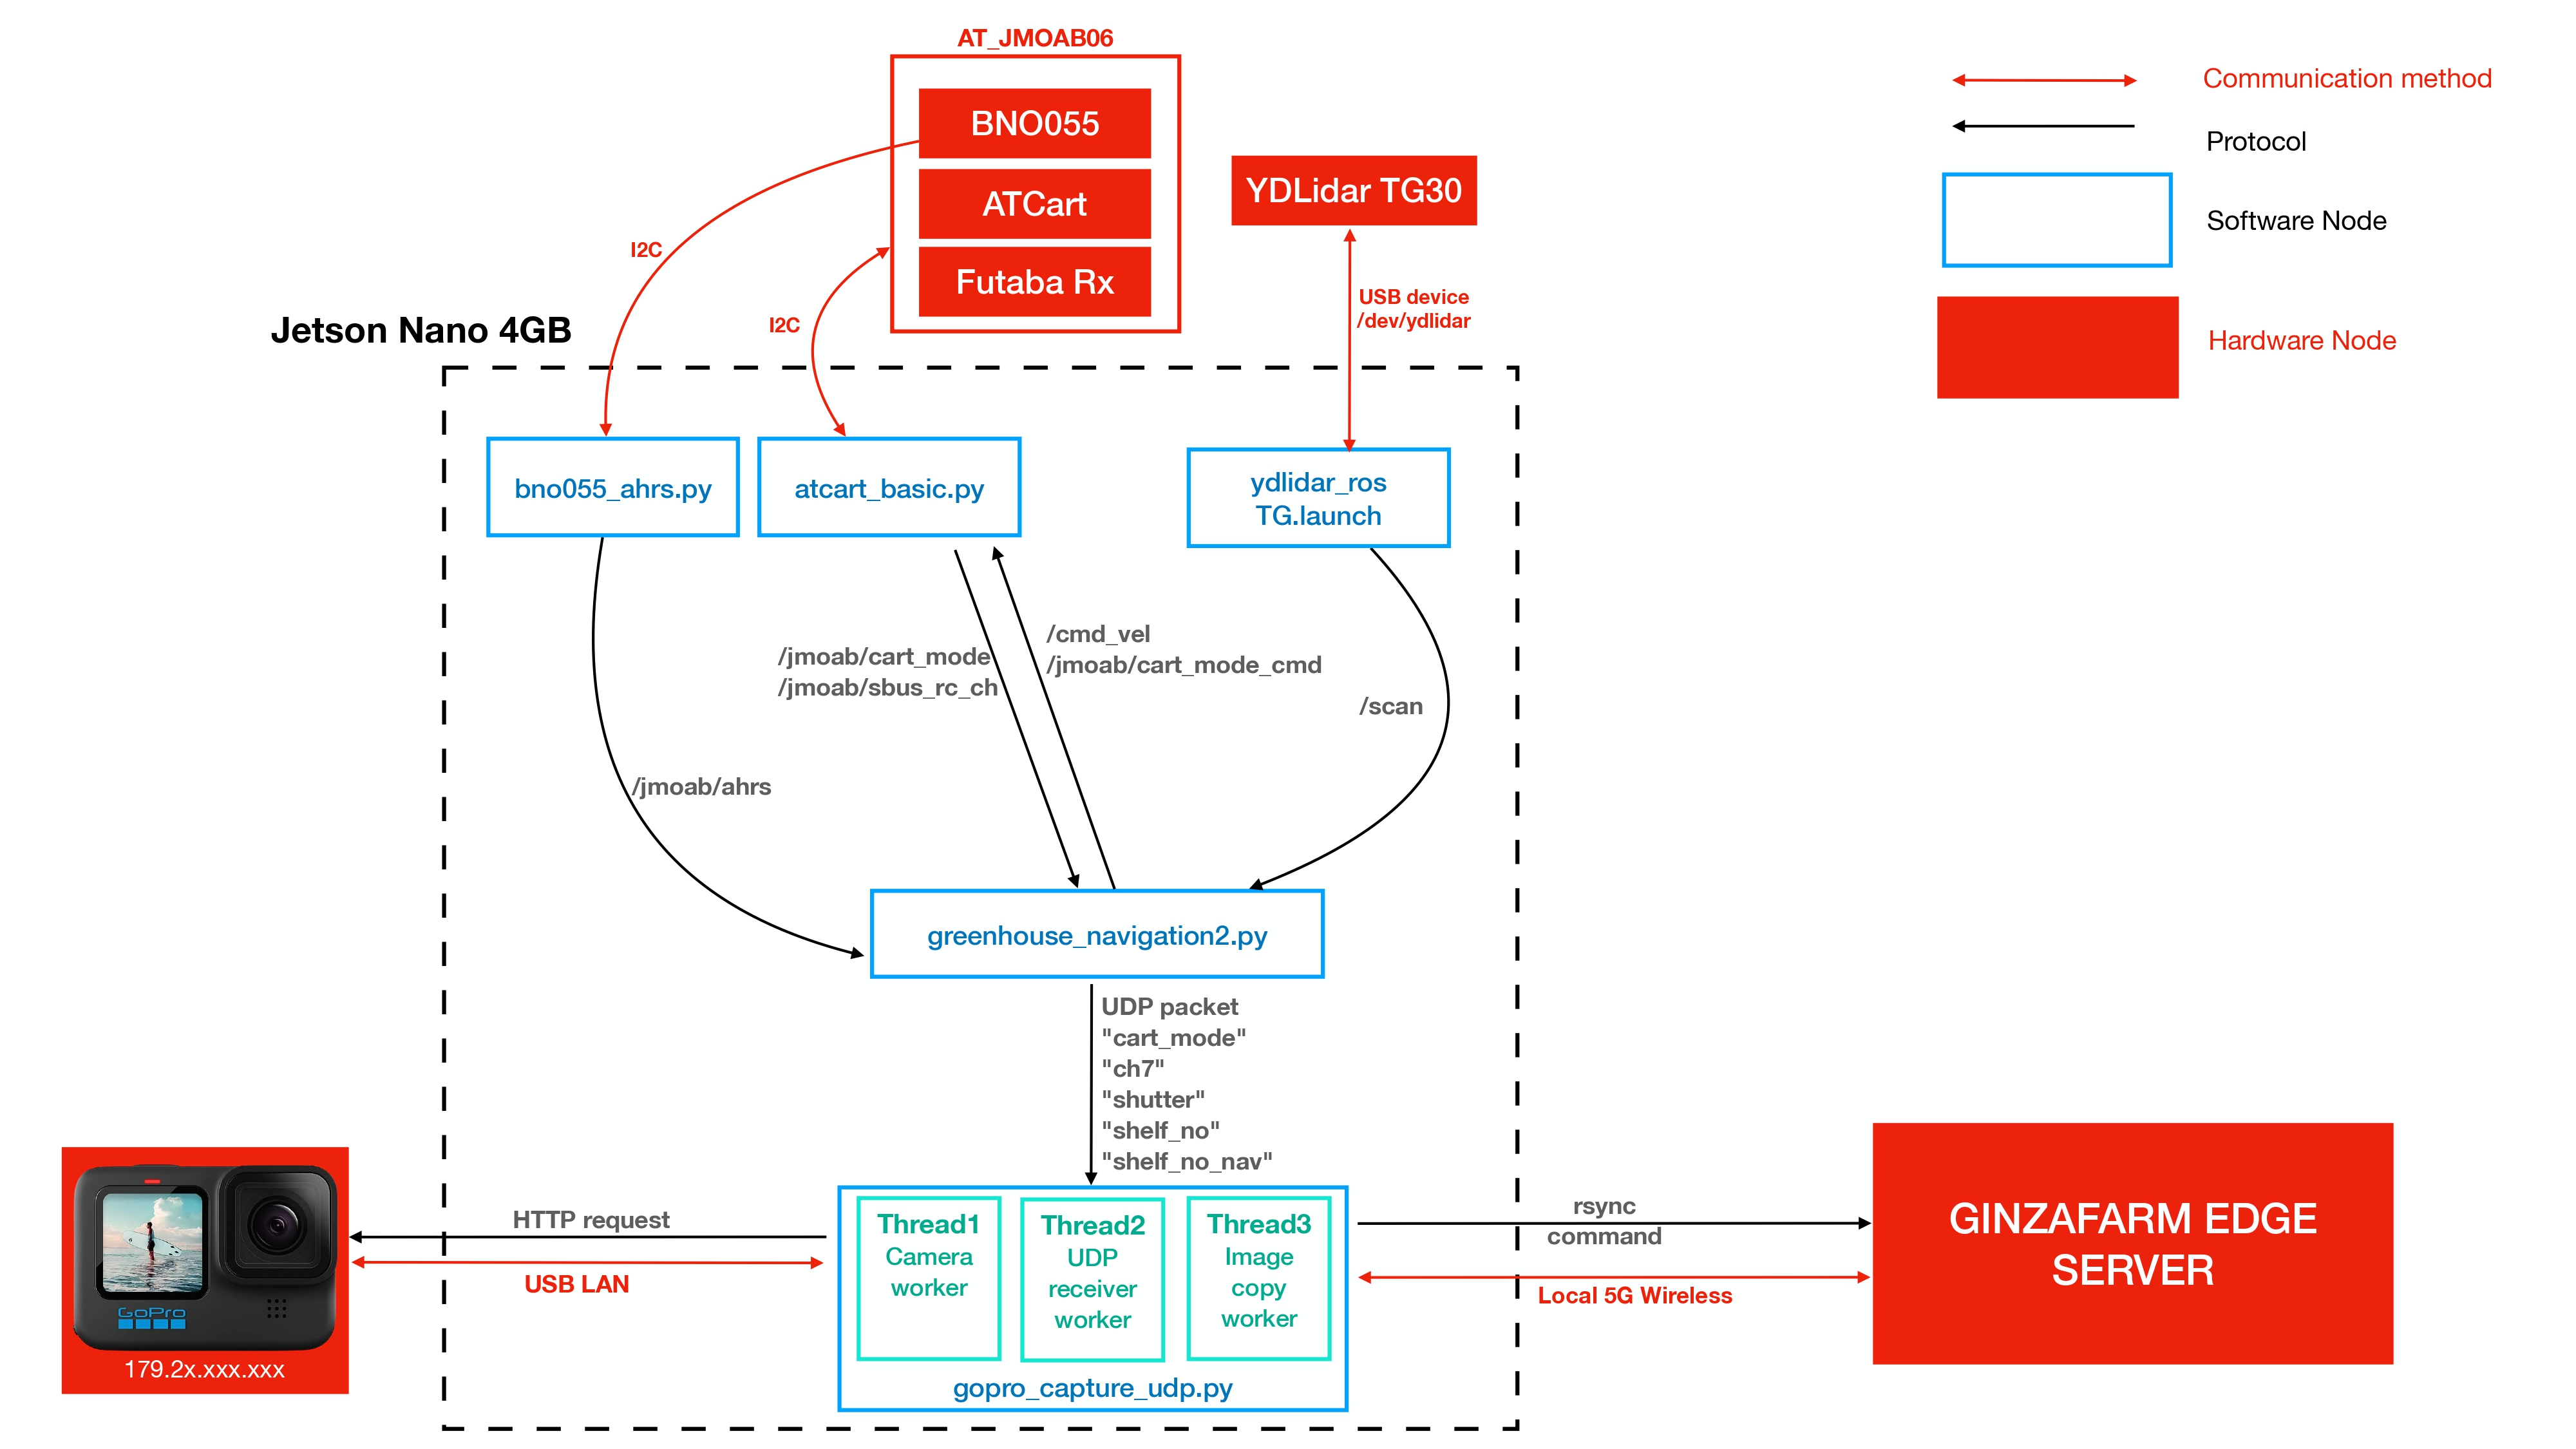 AT_JMOAB06
BNO055
ATCart
Futaba Rx
YDLidar TG30
Communication method
Protocol
Software Node
Hardware Node
I2C
I2C
USB device
/dev/ydlidar
Jetson Nano 4GB
bno055_ahrs.py
atcart_basic.py
ydlidar_ros
TG.launch
/jmoab/cart_mode
/jmoab/sbus_rc_ch
/cmd_vel
/jmoab/cart_mode_cmd
/scan
/jmoab/ahrs
greenhouse_navigation2.py
UDP packet
"cart_mode"
"ch7"
"shutter"
"shelf_no"
"shelf_no_nav"
GoPro
179.2x.xxx.xxx
HTTP request
USB LAN
Thread1
Camera
worker
Thread2
UDP
receiver
worker
Thread3
Image
copy
worker
gopro_capture_udp.py
rsync
command
Local 5G Wireless
GINZAFARM EDGE
SERVER